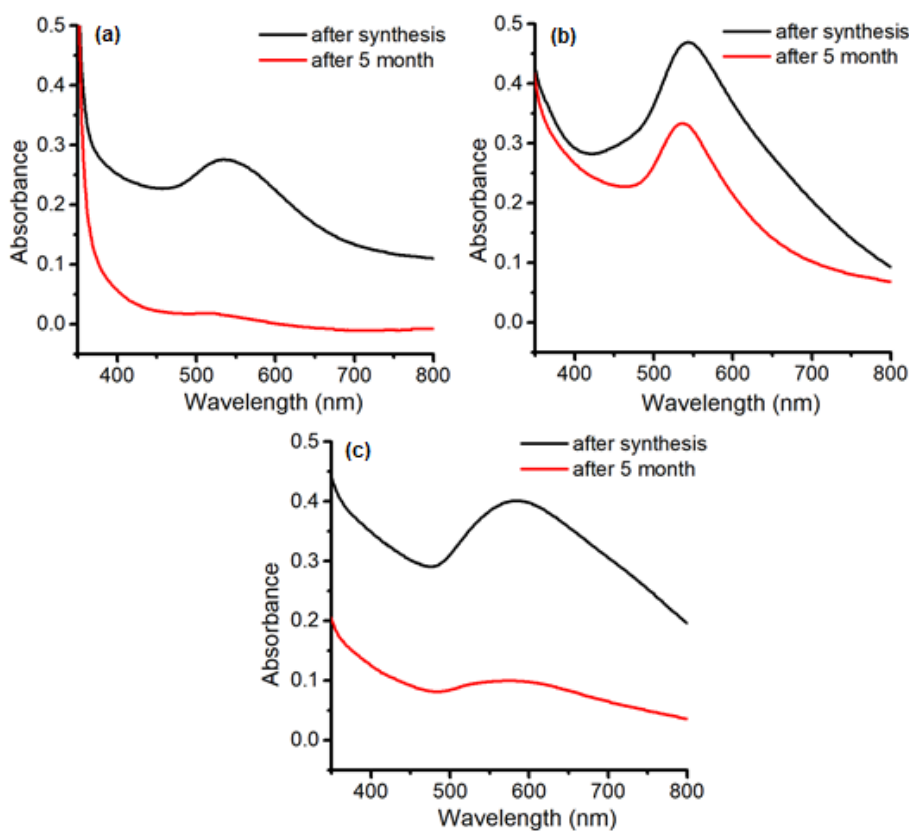 (a)
after synthesis
after 5 month
0.5
0.4
0.3
0.2
0.1
0.0
Absorbance
400 500 600 700 800
Wavelength (nm)
(b)
after synthesis
after 5 month
0.5
0.4
0.3
0.2
0.1
0.0
Absorbance
400 500 600 700 800
Wavelength (nm)
(c)
after synthesis
after 5 month
0.5
0.4
0.3
0.2
0.1
0.0
Absorbance
400 500 600 700 800
Wavelength (nm)